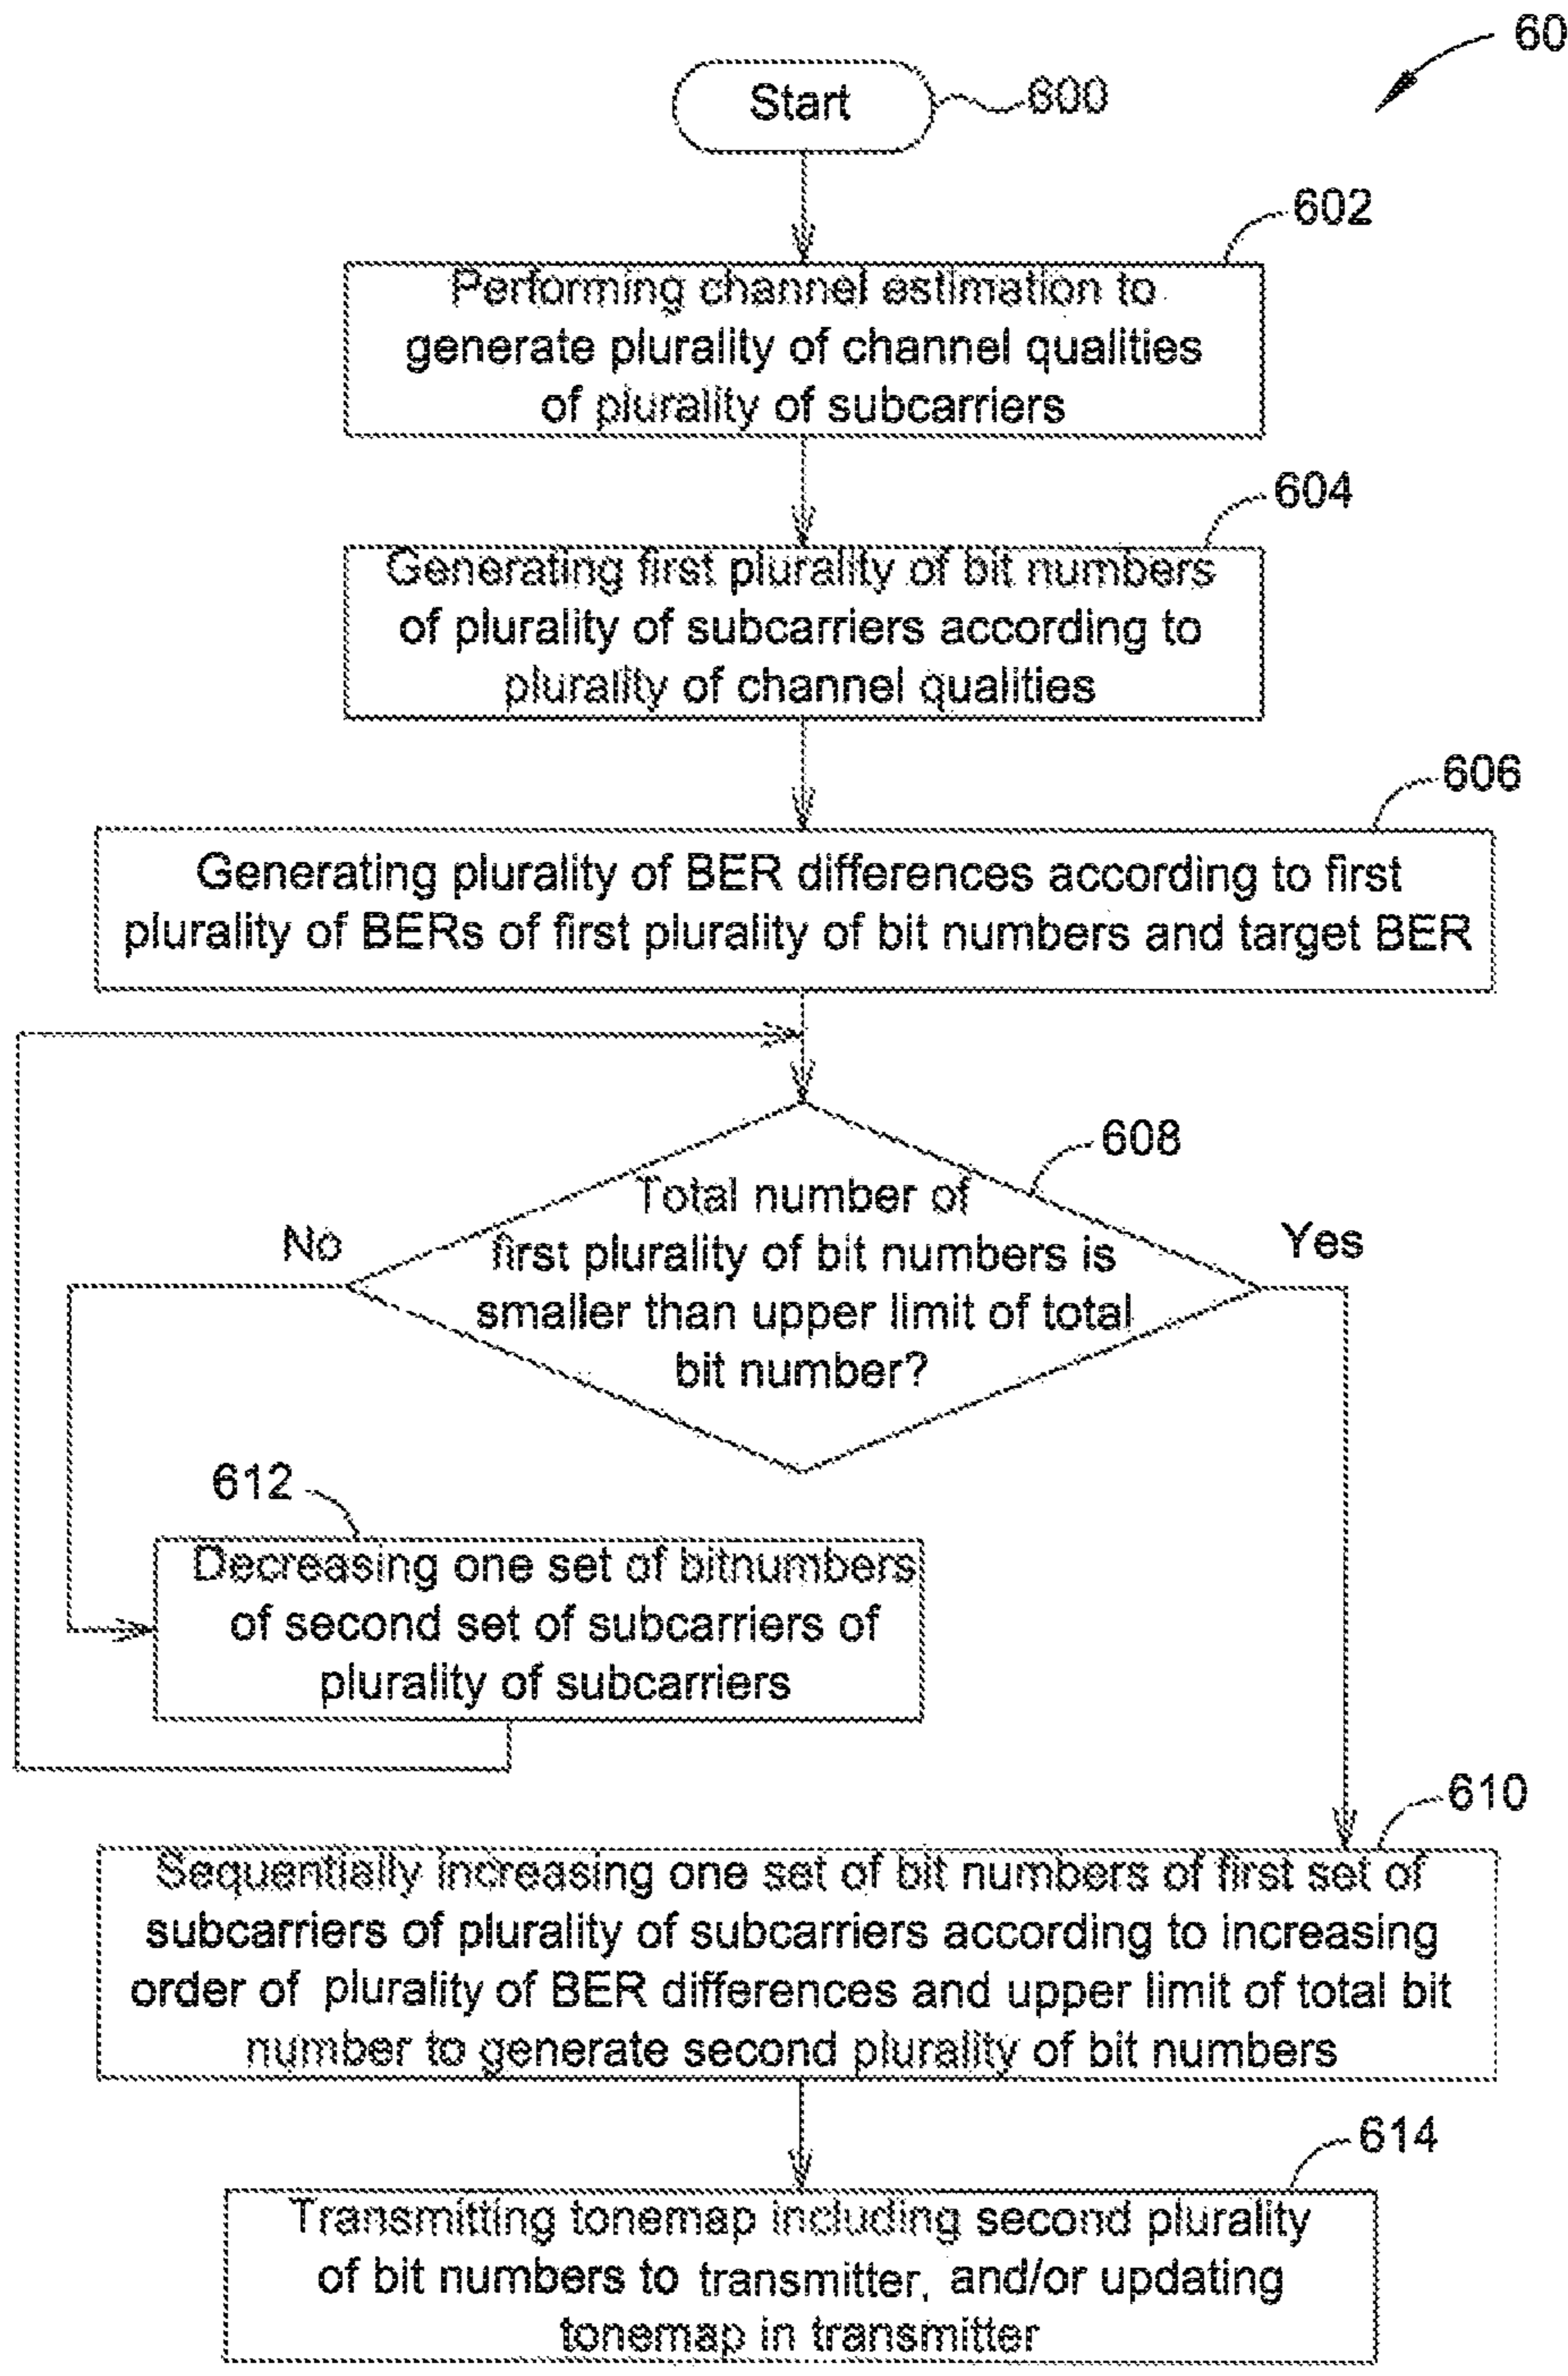 60
Start
600
602
Performing channel estimation to
generate plurality of channel qualities
of plurality of subcarriers
604
Generating first plurality of bit numbers
of plurality of subcarriers according to
plurality of channel qualities
606
Generating plurality of BER differences according to first
plurality of BERs of first plurality of bit numbers and target BER
608
Total number of
first plurality of bit numbers is
smaller than upper limit of total
bit number?
No
Yes
612
Decreasing one set of bitnumbers
of second set of subcarriers of
plurality of subcarriers
610
Sequentially increasing one set of bit numbers of first set of
subcarriers of plurality of subcarriers according to increasing
order of plurality of BER differences and upper limit of total bit
number to generate second plurality of bit numbers
614
Transmitting tonemap including second plurality
of bit numbers to transmitter, and/or updating
tonemap in transmitter